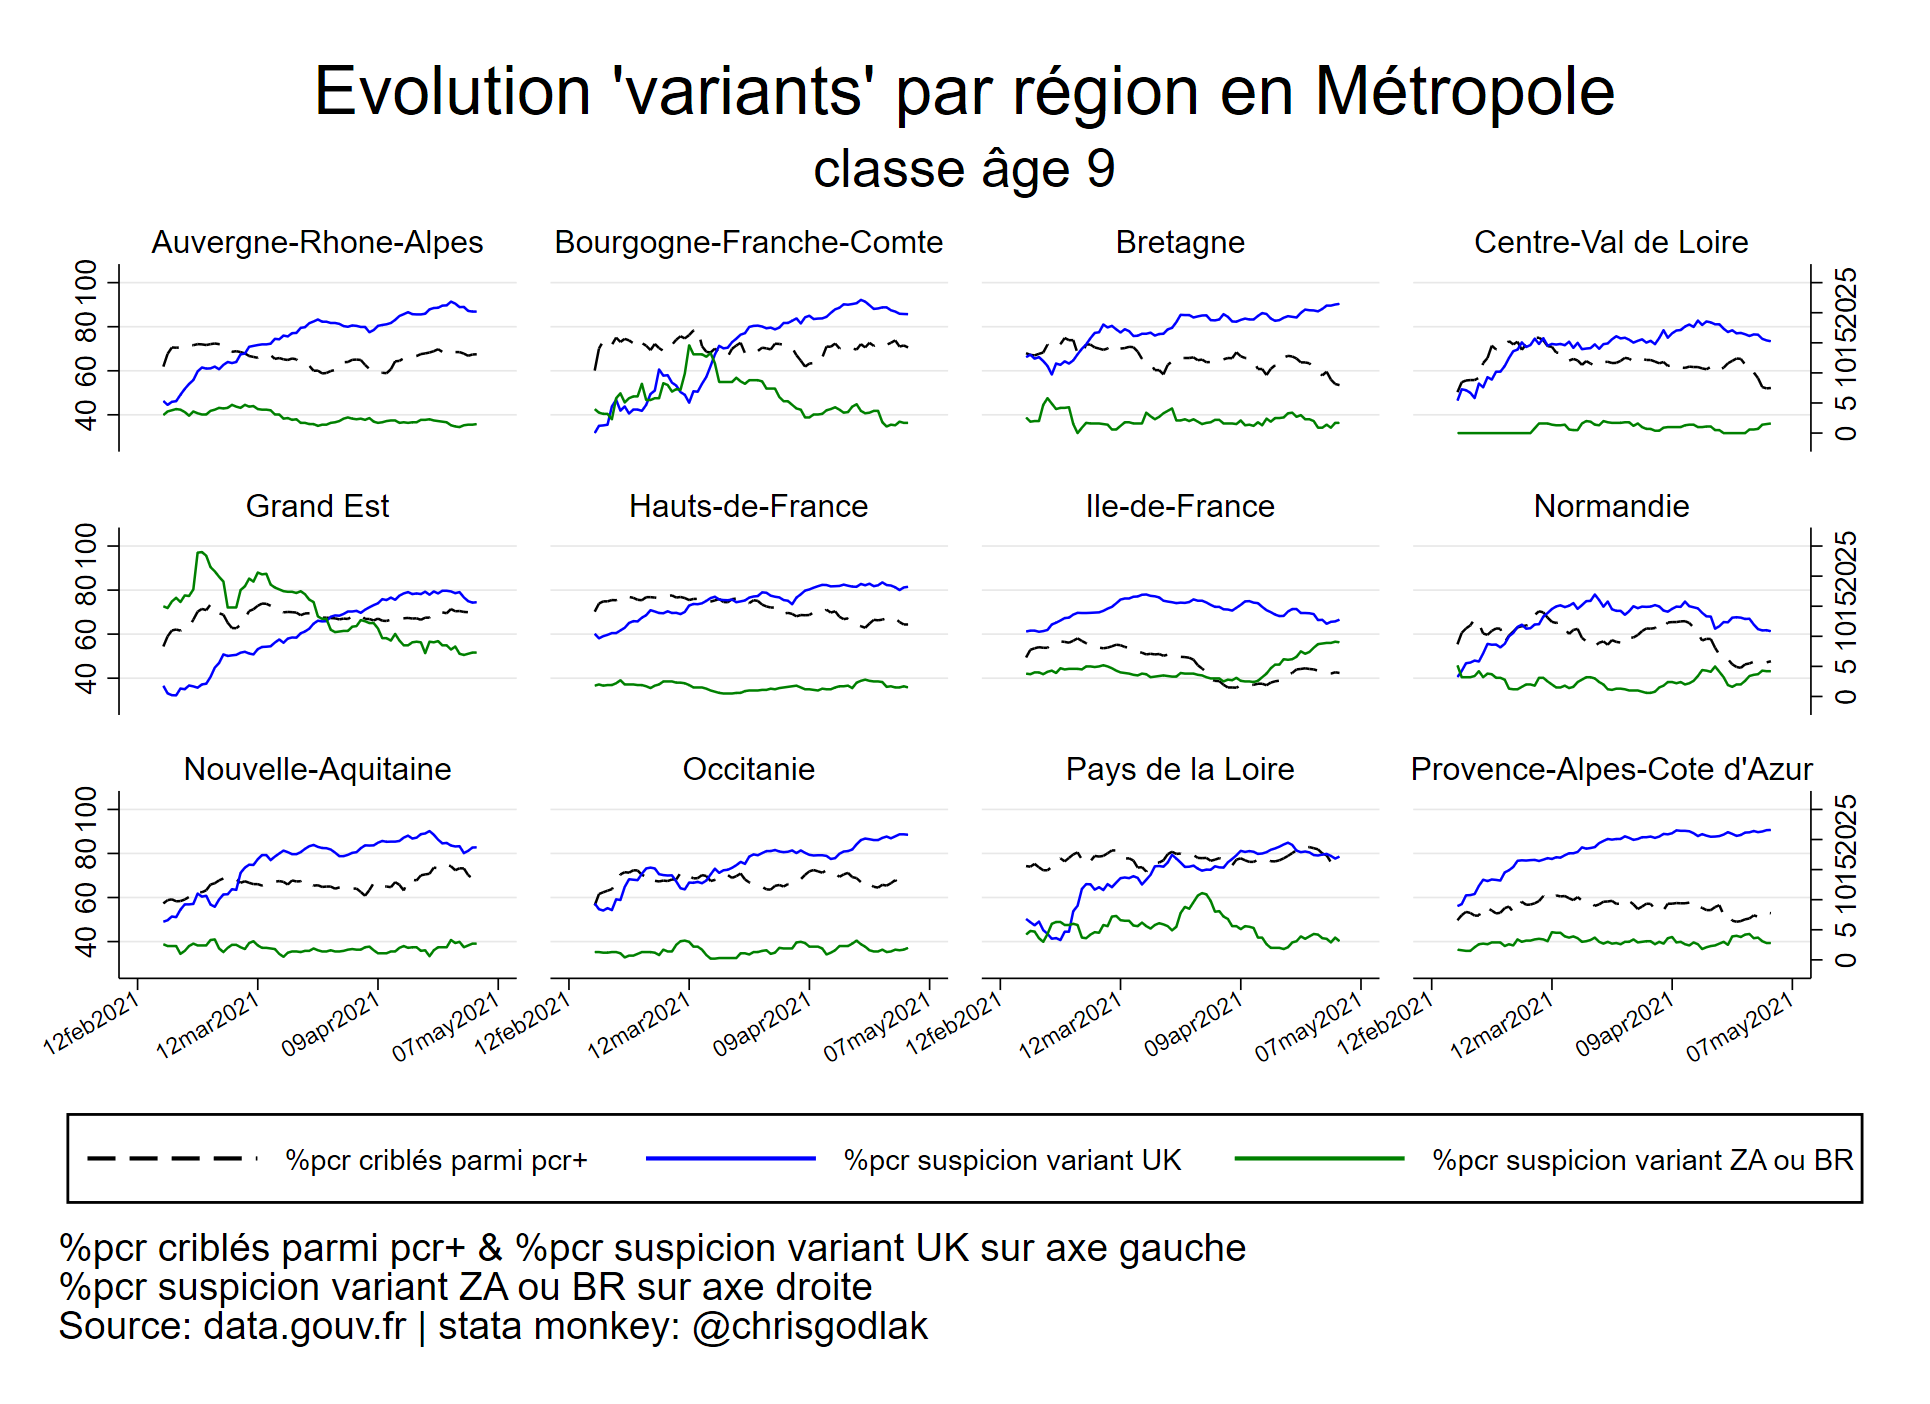 Evolution 'variants' par région en Métropole
classe âge 9
Auvergne-Rhone-Alpes
Bourgogne-Franche-Comte
Bretagne
Centre-Val de Loire
40 60 80 100
0 5 10 15 20 25
Grand Est
Hauts-de-France
Ile-de-France
Normandie
40 60 80 100
0 5 10 15 20 25
Nouvelle-Aquitaine
Occitanie
Pays de la Loire
Provence-Alpes-Cote d'Azur
40 60 80 100
0 5 10 15 20 25
12feb2021 12mar2021 09apr2021 07may2021
12feb2021 12mar2021 09apr2021 07may2021
12feb2021 12mar2021 09apr2021 07may2021
12feb2021 12mar2021 09apr2021 07may2021
%pcr criblés parmi pcr+
%pcr suspicion variant UK
%pcr suspicion variant ZA ou BR
%pcr criblés parmi pcr+ & %pcr suspicion variant UK sur axe gauche
%pcr suspicion variant ZA ou BR sur axe droite
Source: data.gouv.fr | stata monkey: @chrisgodlak